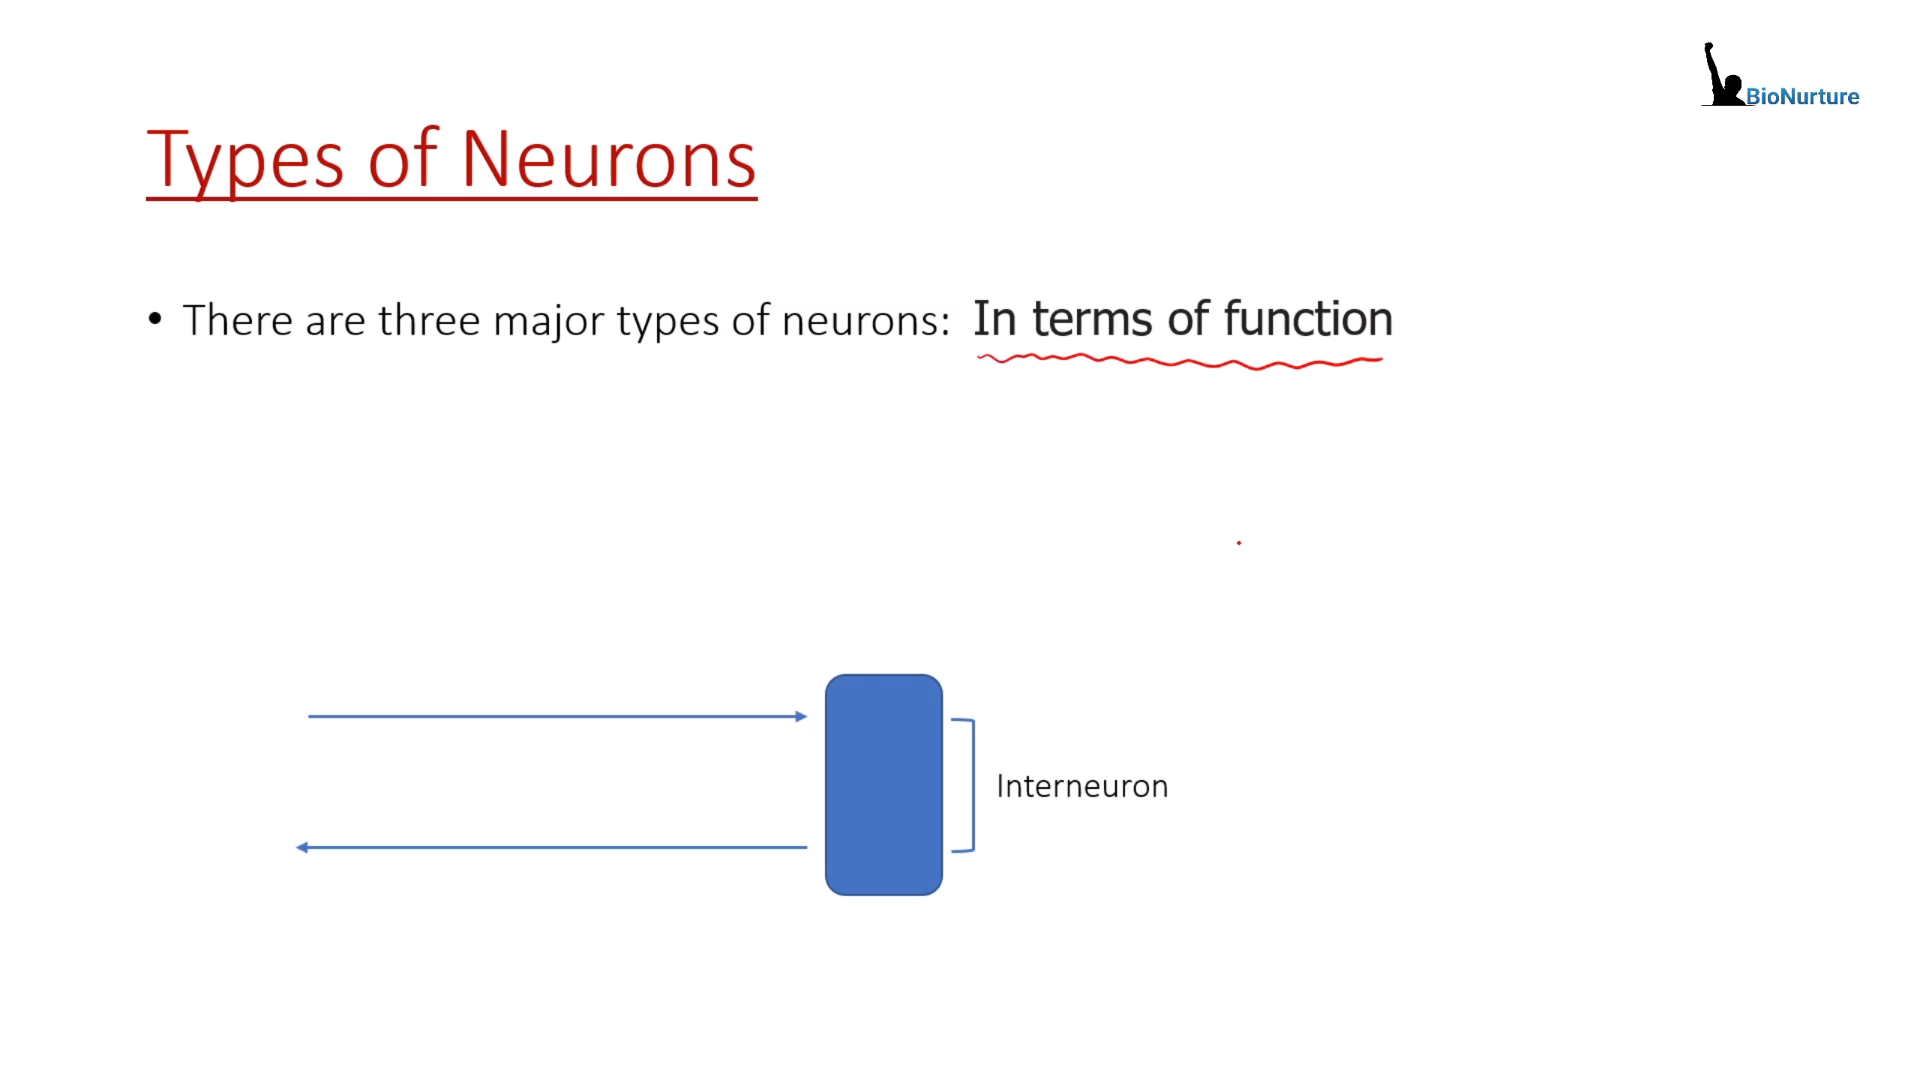 BioNurture
Types of Neurons
• There are three major types of neurons: In terms of function
Interneuron